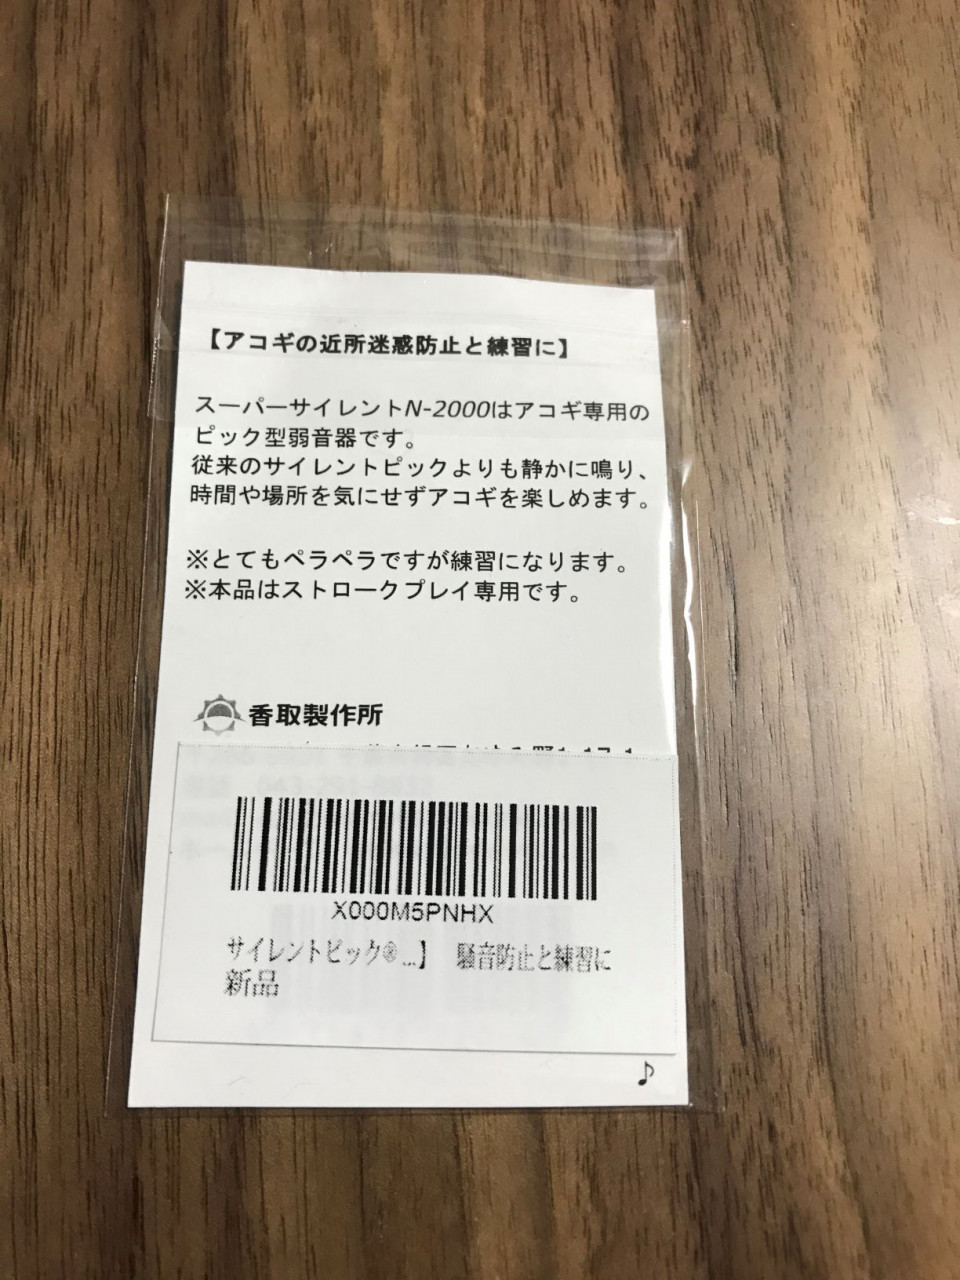 【アコギの近所迷惑防止と練習に】
スーパーサイレントN-2000はアコギ専用の
ピック型弱音器です。
従来のサイレントピックよりも静かに鳴り、
時間や場所を気にせずアコギを楽しめます。
※とてもペラペラですが練習になります。
※本品はストロークプレイ専用です。
香取製作所
X000M5PNHX
サイレントピック® ...】 騒音防止と練習に
新品